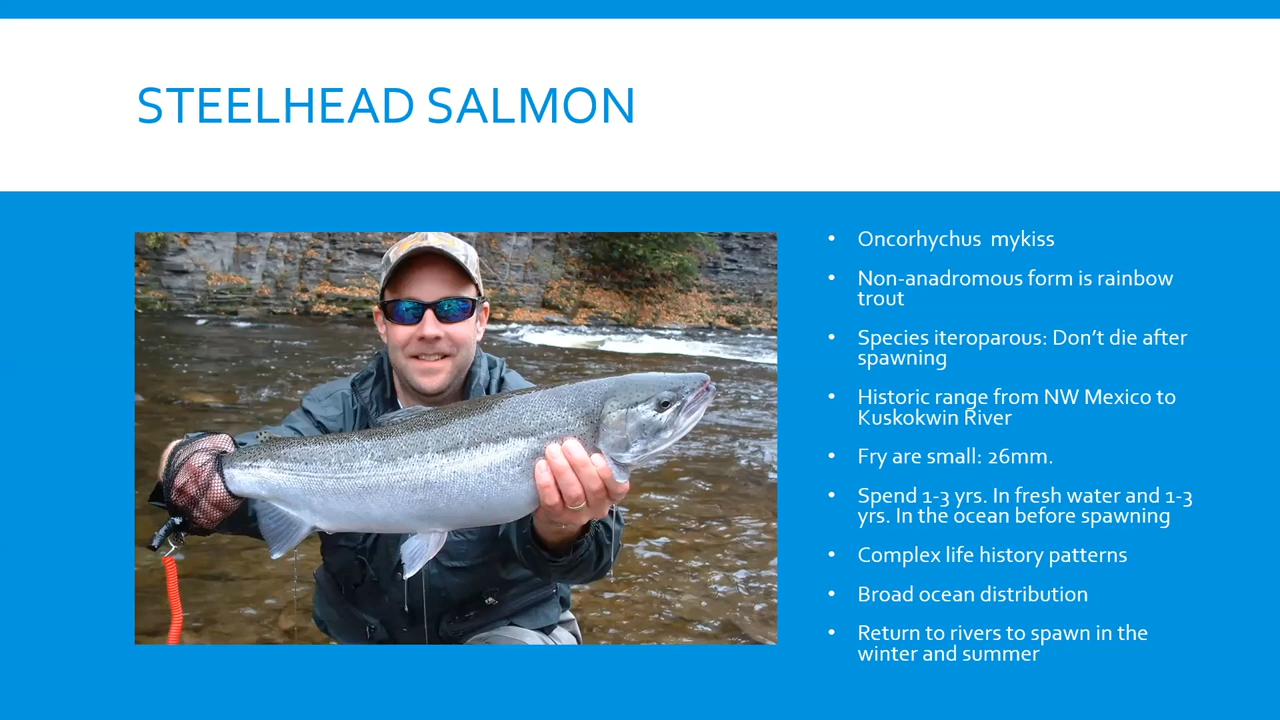 STEELHEAD SALMON
• Oncorhychus mykiss
• Non-anadromous form is rainbow
trout
• Species iteroparous: Don't die after
spawning
• Historic range from NW Mexico to
Kuskokwin River
• Fry are small: 26mm.
• Spend 1-3 yrs. In fresh water and 1-3
yrs. In the ocean before spawning
• Complex life history patterns
• Broad ocean distribution
• Return to rivers to spawn in the
winter and summer